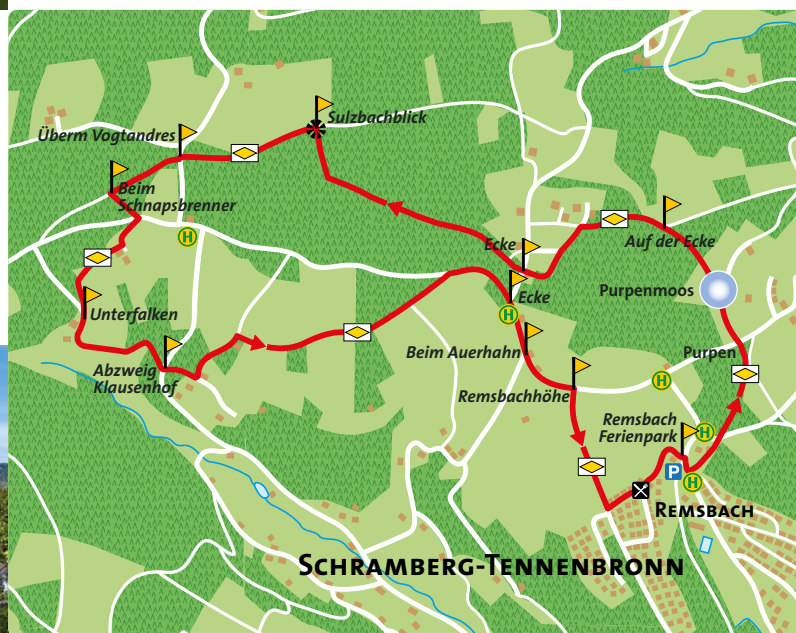 Sulzbachblick
Überm Vogtandres
Beim
Schnapsbrenner
H
Ecke
Auf der Ecke
Unterfalken
Ecke
Purpenmoos
H
Beim Auerhahn
Purpen
Abzweig
Klausenhof
Remsbachhöhe
H
Remsbach
Ferienpark
H
P
H
Remsbach
Schramberg-Tennenbronn